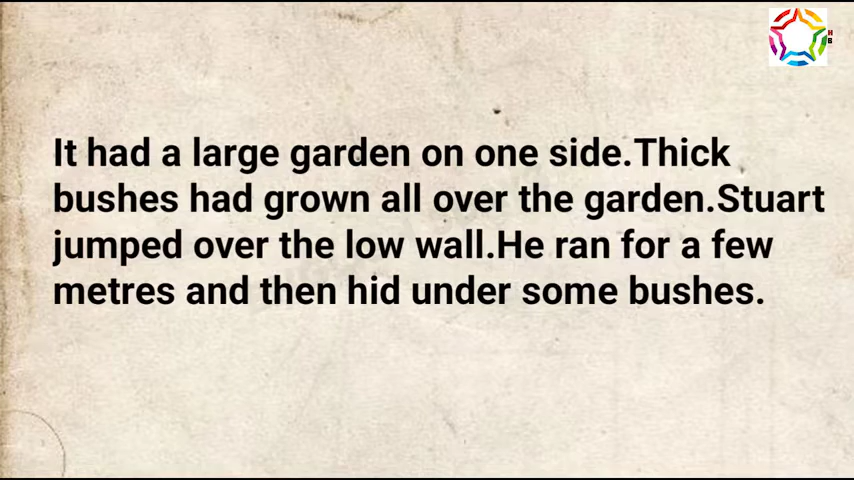 H
B
It had a large garden on one side.Thick
bushes had grown all over the garden.Stuart
jumped over the low wall.He ran for a few
metres and then hid under some bushes.